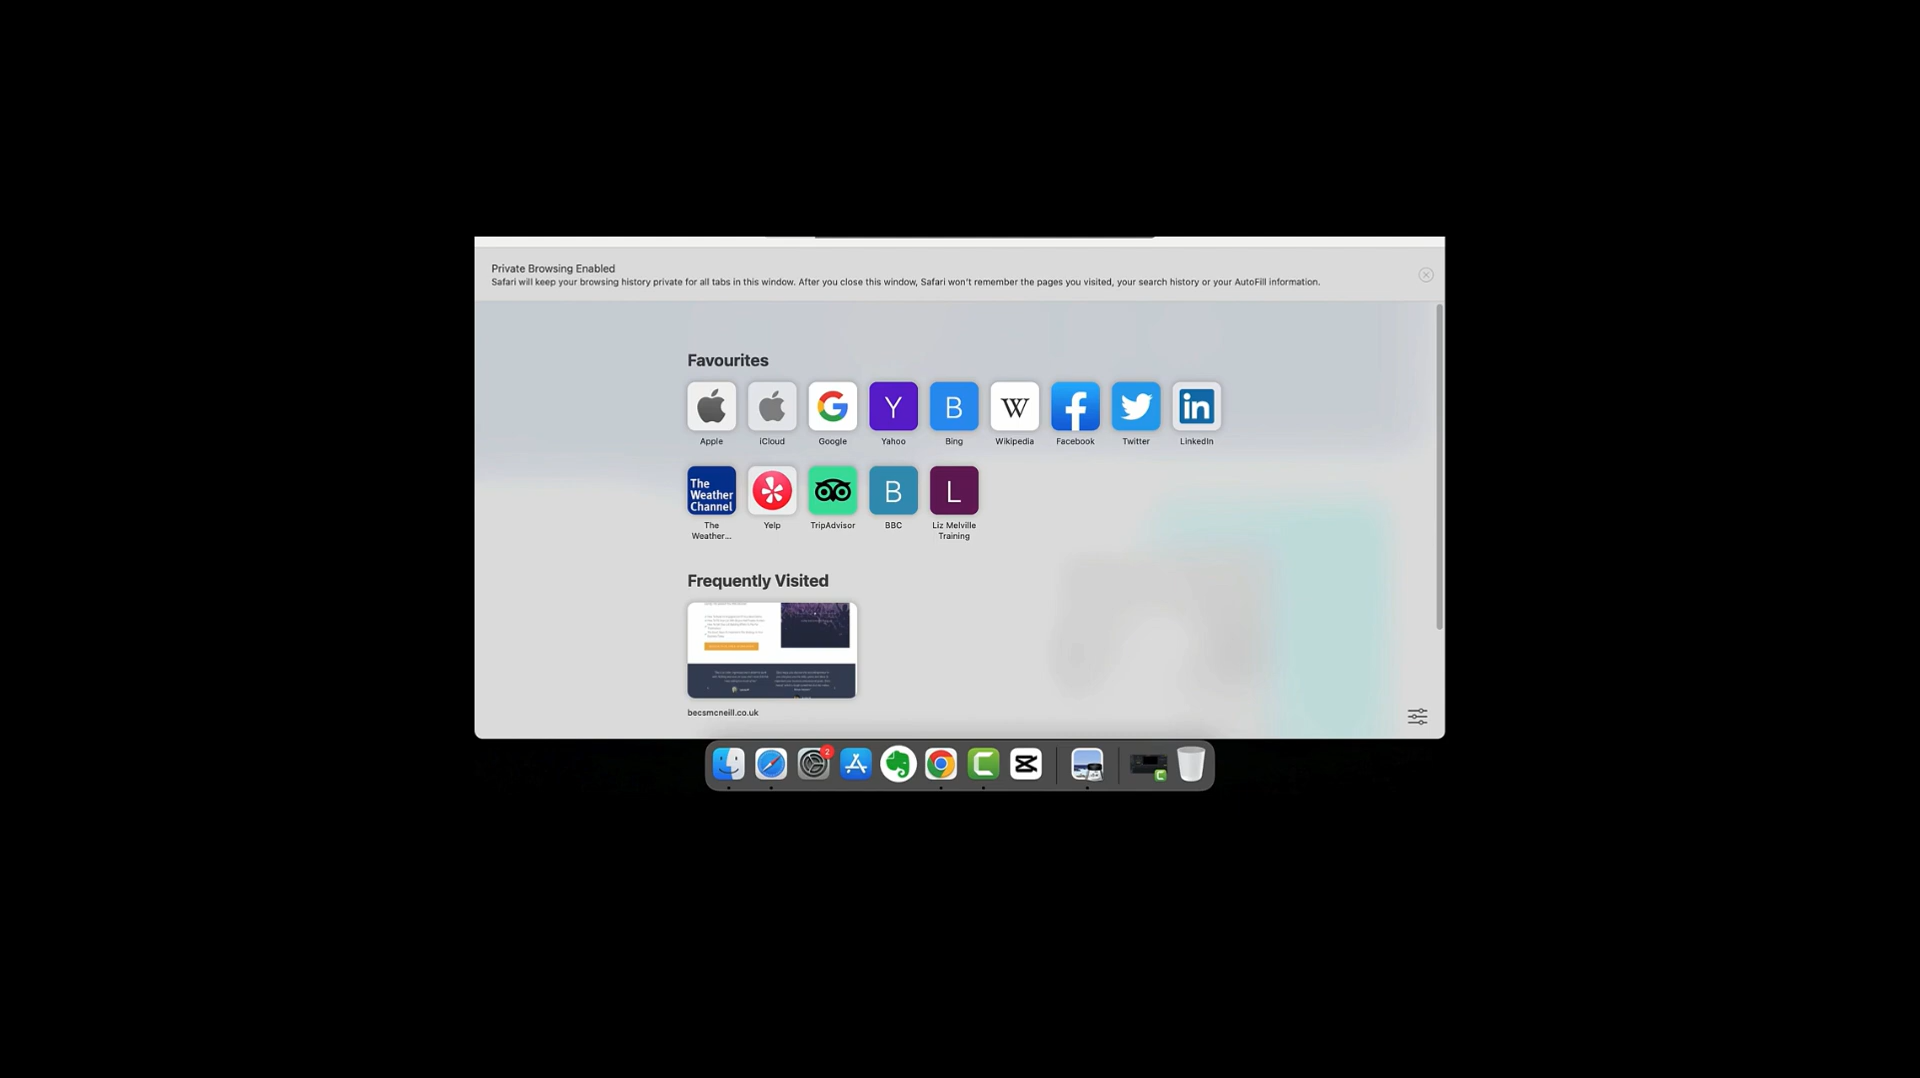 Private Browsing Enabled
Safari will keep your browsing history private for all tabs in this window. After you close this window, Safari won't remember the pages you visited, your search history or your AutoFill information.
Favourites
Y B W
Apple iCloud Google Yahoo Bing Wikipedia Facebook Twitter LinkedIn
The
Weather
Channel
B L
The
Weather...
Yelp TripAdvisor BBC Liz Melville
Training
Frequently Visited
becsmcneill.co.uk
2